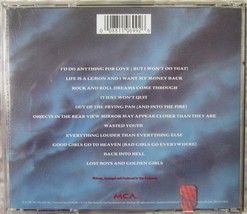 I'D DO ANYTHING FOR LOVE (BUT I WON'T DO THAT)
LIFE IS A LEMON AND I WANT MY MONEY BACK
ROCK AND ROLL DREAMS COME THROUGH
IT JUST WON'T QUIT
OUT OF THE FRYING PAN (AND INTO THE FIRE)
OBJECTS IN THE REAR VIEW MIRROR MAY APPEAR CLOSER THAN THEY ARE
WASTED YOUTH
EVERYTHING LOUDER THAN EVERYTHING ELSE
GOOD GIRLS GO TO HEAVEN (BAD GIRLS GO EVERYWHERE)
BACK INTO HELL
LOST BOYS AND GOLDEN GIRLS
MCA